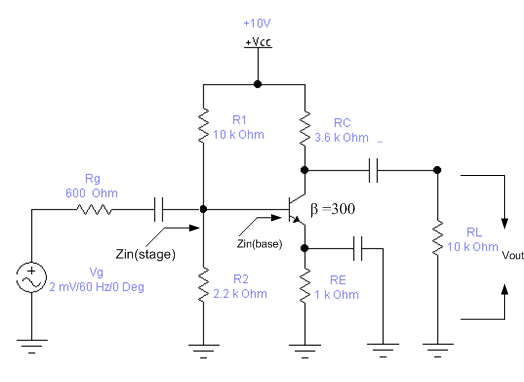 +10V
+Vcc
R1
10 k Ohm
RC
3.6 k Ohm
Rg
600 Ohm
β =300
Zin(stage)
Zin(base)
RL
10 k Ohm
Vout
Vg
2 mV/60 Hz/0 Deg
R2
2.2 k Ohm
RE
1 k Ohm